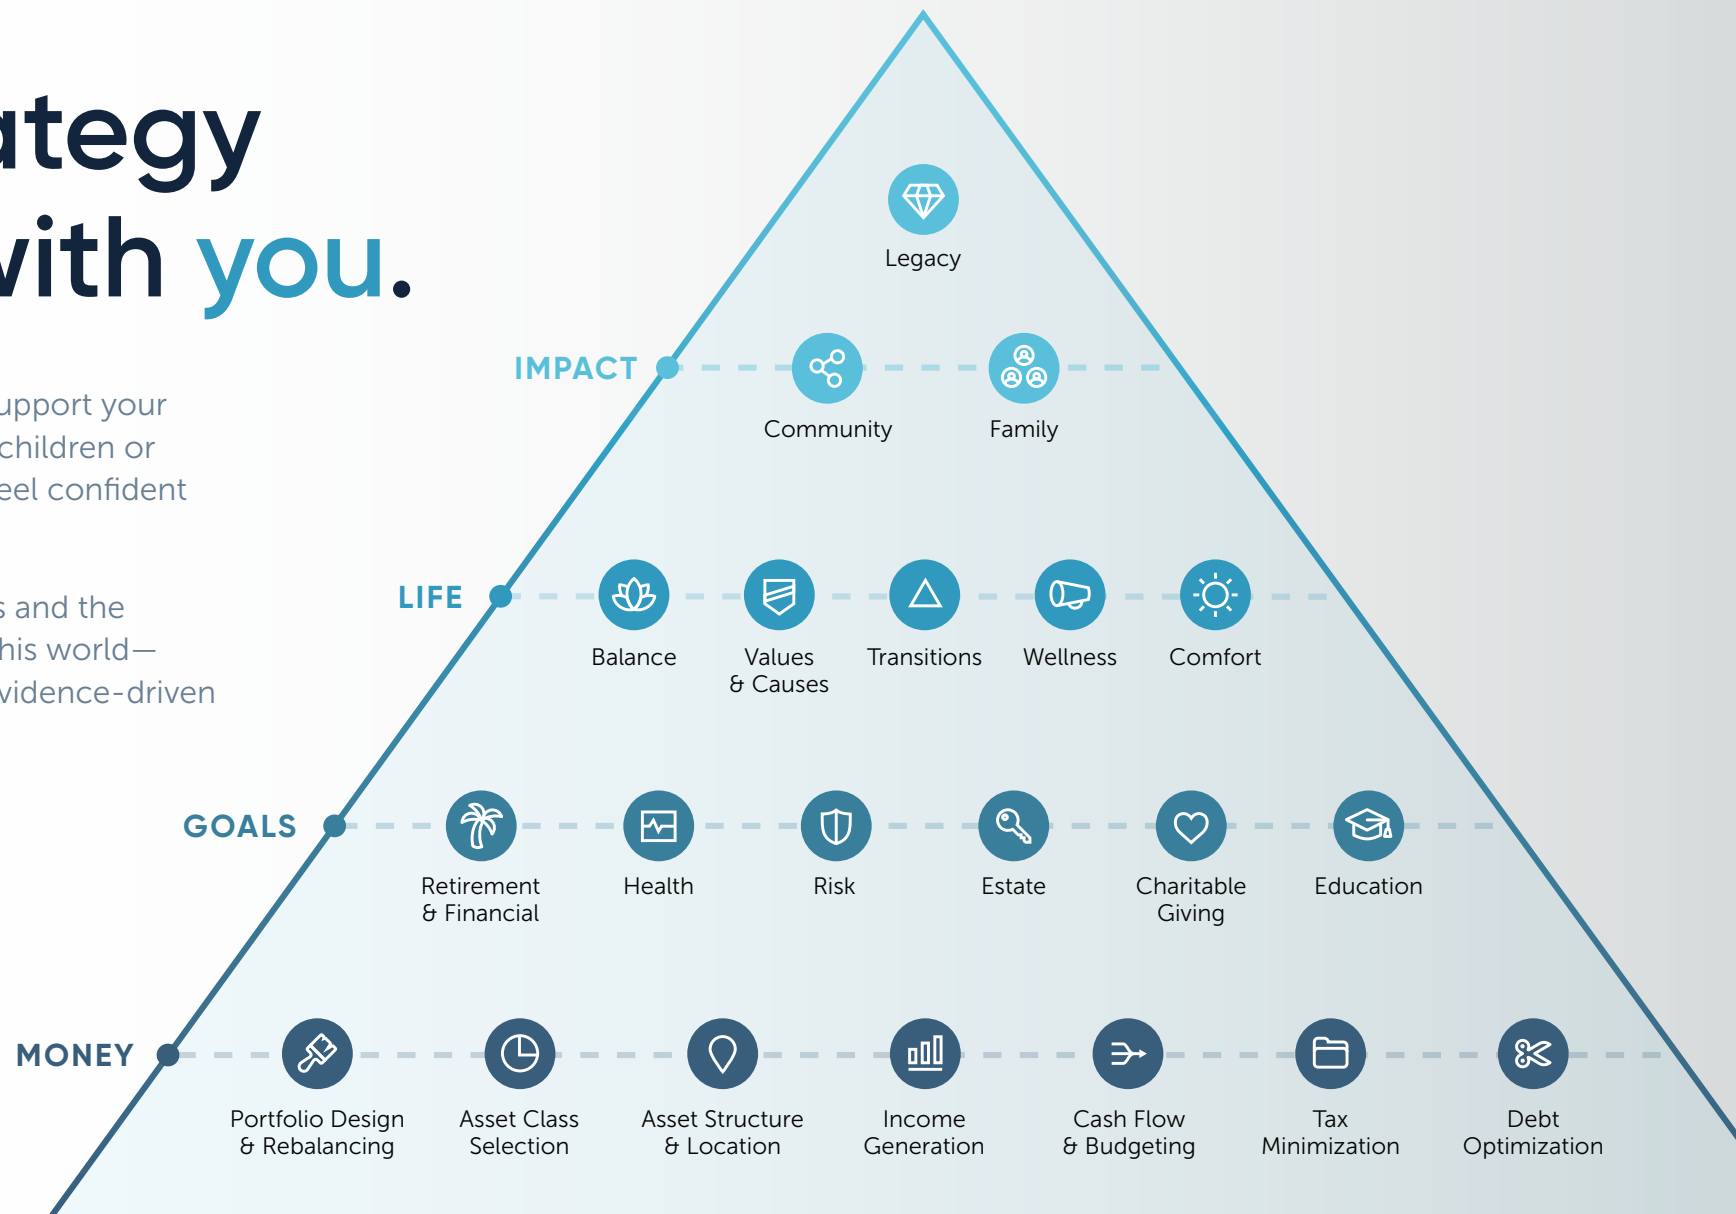 ategy
with you.
upport your
children or
eel confident
s and the
his world—
vidence-driven
Legacy
IMPACT
Community
Family
LIFE
Balance
Values
& Causes
Transitions
Wellness
Comfort
GOALS
Retirement
& Financial
Health
Risk
Estate
Charitable
Giving
Education
MONEY
Portfolio Design
& Rebalancing
Asset Class
Selection
Asset Structure
& Location
Income
Generation
Cash Flow
& Budgeting
Tax
Minimization
Debt
Optimization